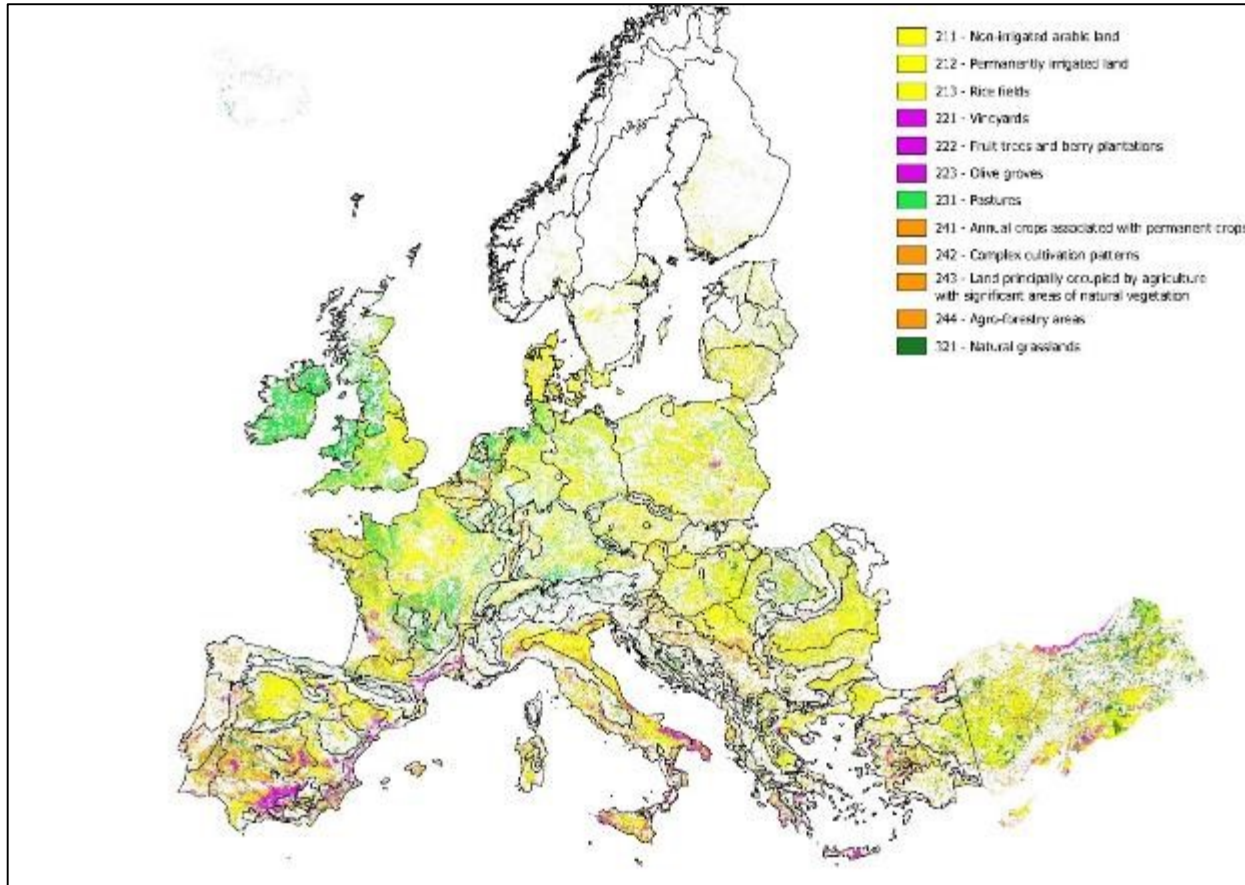 211 - Non-irrigated arable land
212 - Permanently irrigated land
213 - Rice fields
221 - Vineyards
222 - Fruit trees and berry plantations
223 - Olive groves
231 - Pastures
241 - Annual crops associated with permanent crops
242 - Complex cultivation patterns
243 - Land principally occupied by agriculture
with significant areas of natural vegetation
244 - Agro-forestry areas
321 - Natural grasslands